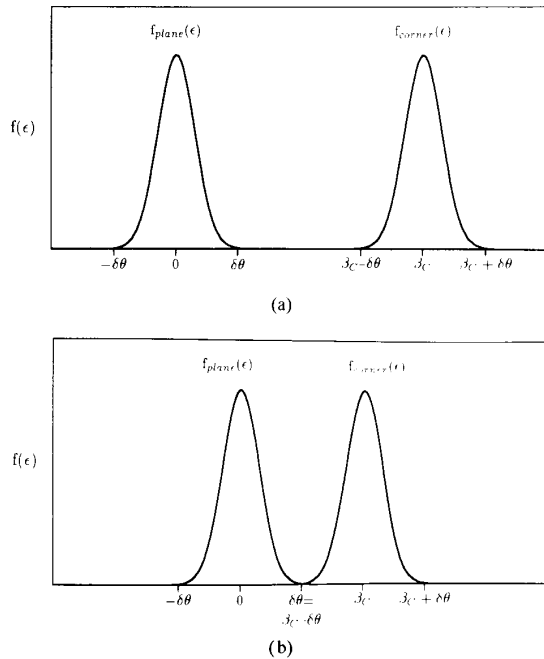 f_plane(ϵ) f_corner(ϵ)
f(ϵ)
−δθ 0 δθ β_C−δθ β_C β_C + δθ
(a)
f_plane(ϵ) f_corner(ϵ)
f(ϵ)
−δθ 0 δθ= β_C β_C + δθ
β_C−δθ
(b)